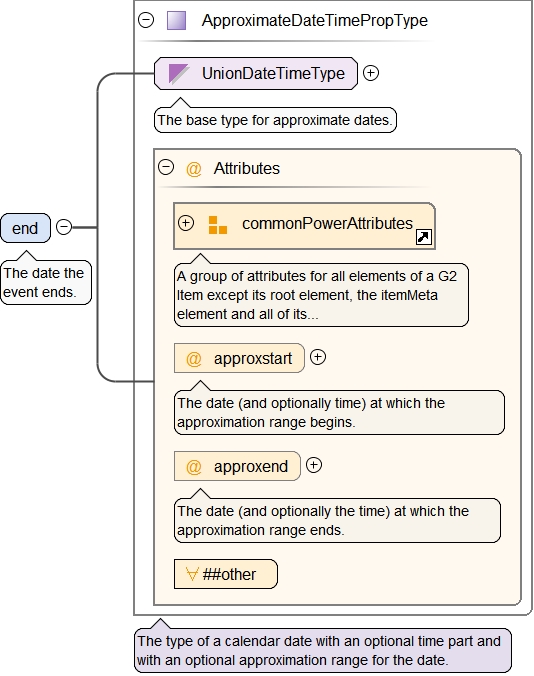 ApproximateDateTimePropType
UnionDateTimeType
The base type for approximate dates.
@ Attributes
end
The date the
event ends.
commonPowerAttributes
A group of attributes for all elements of a G2
Item except its root element, the itemMeta
element and all of its...
@ approxstart
The date (and optionally time) at which the
approximation range begins.
@ approxend
The date (and optionally the time) at which the
approximation range ends.
##other
The type of a calendar date with an optional time part and
with an optional approximation range for the date.